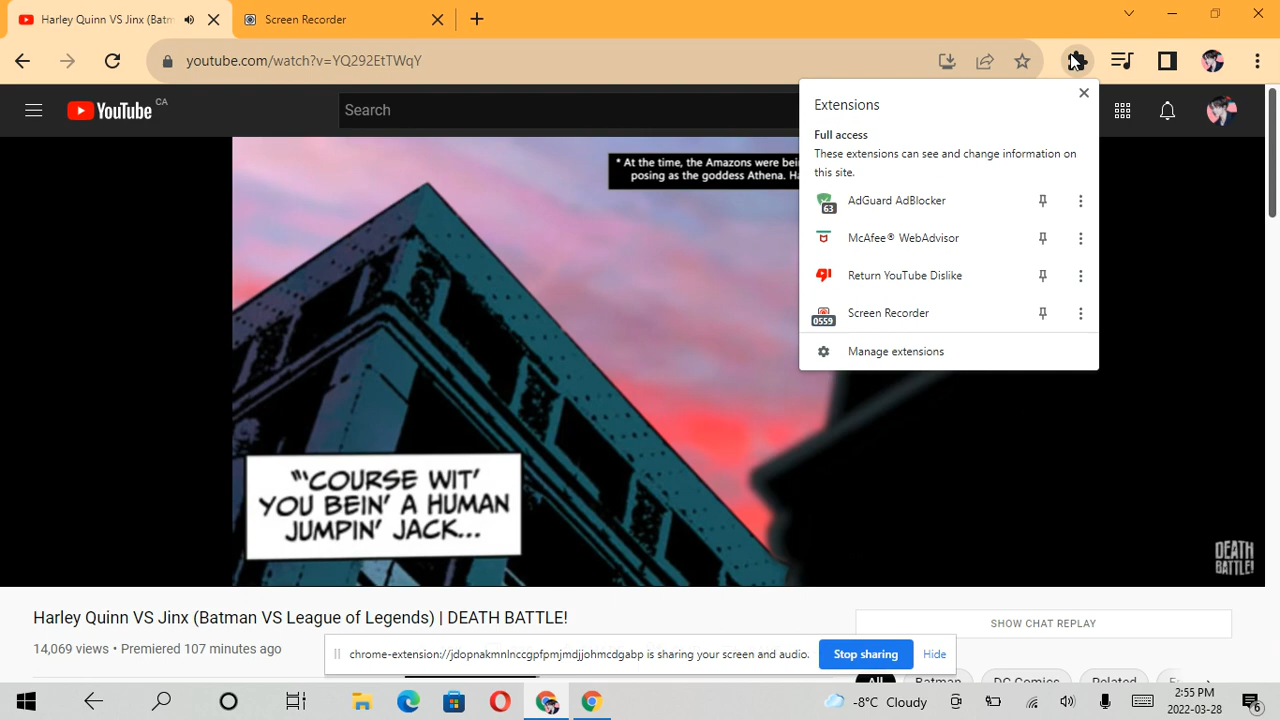 Harley Quinn VS Jinx (Batm
Screen Recorder
youtube.com/watch?v=YQ292EtTWqY
YouTube CA
Search
Extensions
Full access
These extensions can see and change information on
this site.
63
AdGuard AdBlocker
McAfee® WebAdvisor
Return YouTube Dislike
0559
Screen Recorder
Manage extensions
* At the time, the Amazons were bei
posing as the goddess Athena. Ha
"'COURSE WIT'
YOU BEIN' A HUMAN
JUMPIN' JACK...
DEATH
BATTLE!
Harley Quinn VS Jinx (Batman VS League of Legends) | DEATH BATTLE!
14,069 views • Premiered 107 minutes ago
SHOW CHAT REPLAY
chrome-extension://jdopnakmnlnccgpfpmjmdjjohmcdgabp is sharing your screen and audio.
Stop sharing
Hide
All
Batman
DC Comics
Related
-8°C Cloudy
2:55 PM
2022-03-28
6